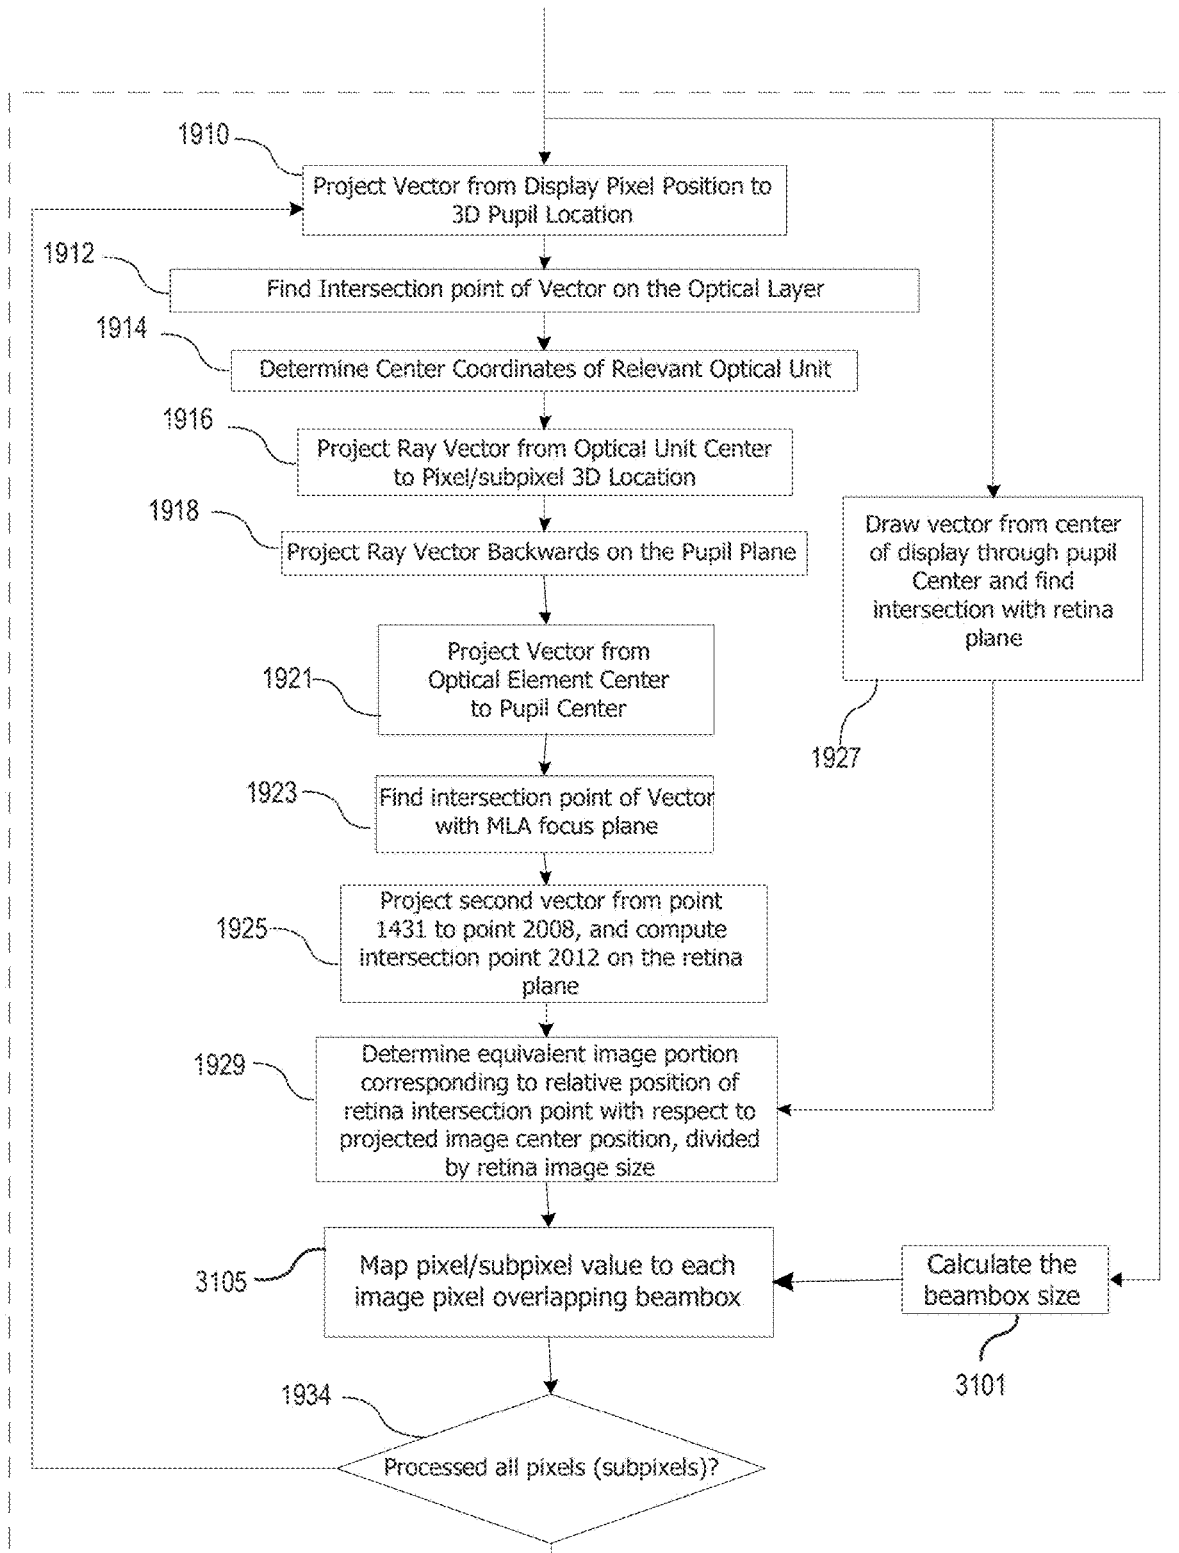 1910
Project Vector from Display Pixel Position to
3D Pupil Location
1912
Find Intersection point of Vector on the Optical Layer
1914
Determine Center Coordinates of Relevant Optical Unit
1916
Project Ray Vector from Optical Unit Center
to Pixel/subpixel 3D Location
1918
Project Ray Vector Backwards on the Pupil Plane
Draw vector from center
of display through pupil
Center and find
intersection with retina
plane
1927
1921
Project Vector from
Optical Element Center
to Pupil Center
1923
Find intersection point of Vector
with MLA focus plane
1925
Project second vector from point
1431 to point 2008, and compute
intersection point 2012 on the retina
plane
1929
Determine equivalent image portion
corresponding to relative position of
retina intersection point with respect to
projected image center position, divided
by retina image size
3105
Map pixel/subpixel value to each
image pixel overlapping beambox
Calculate the
beambox size
3101
1934
Processed all pixels (subpixels)?